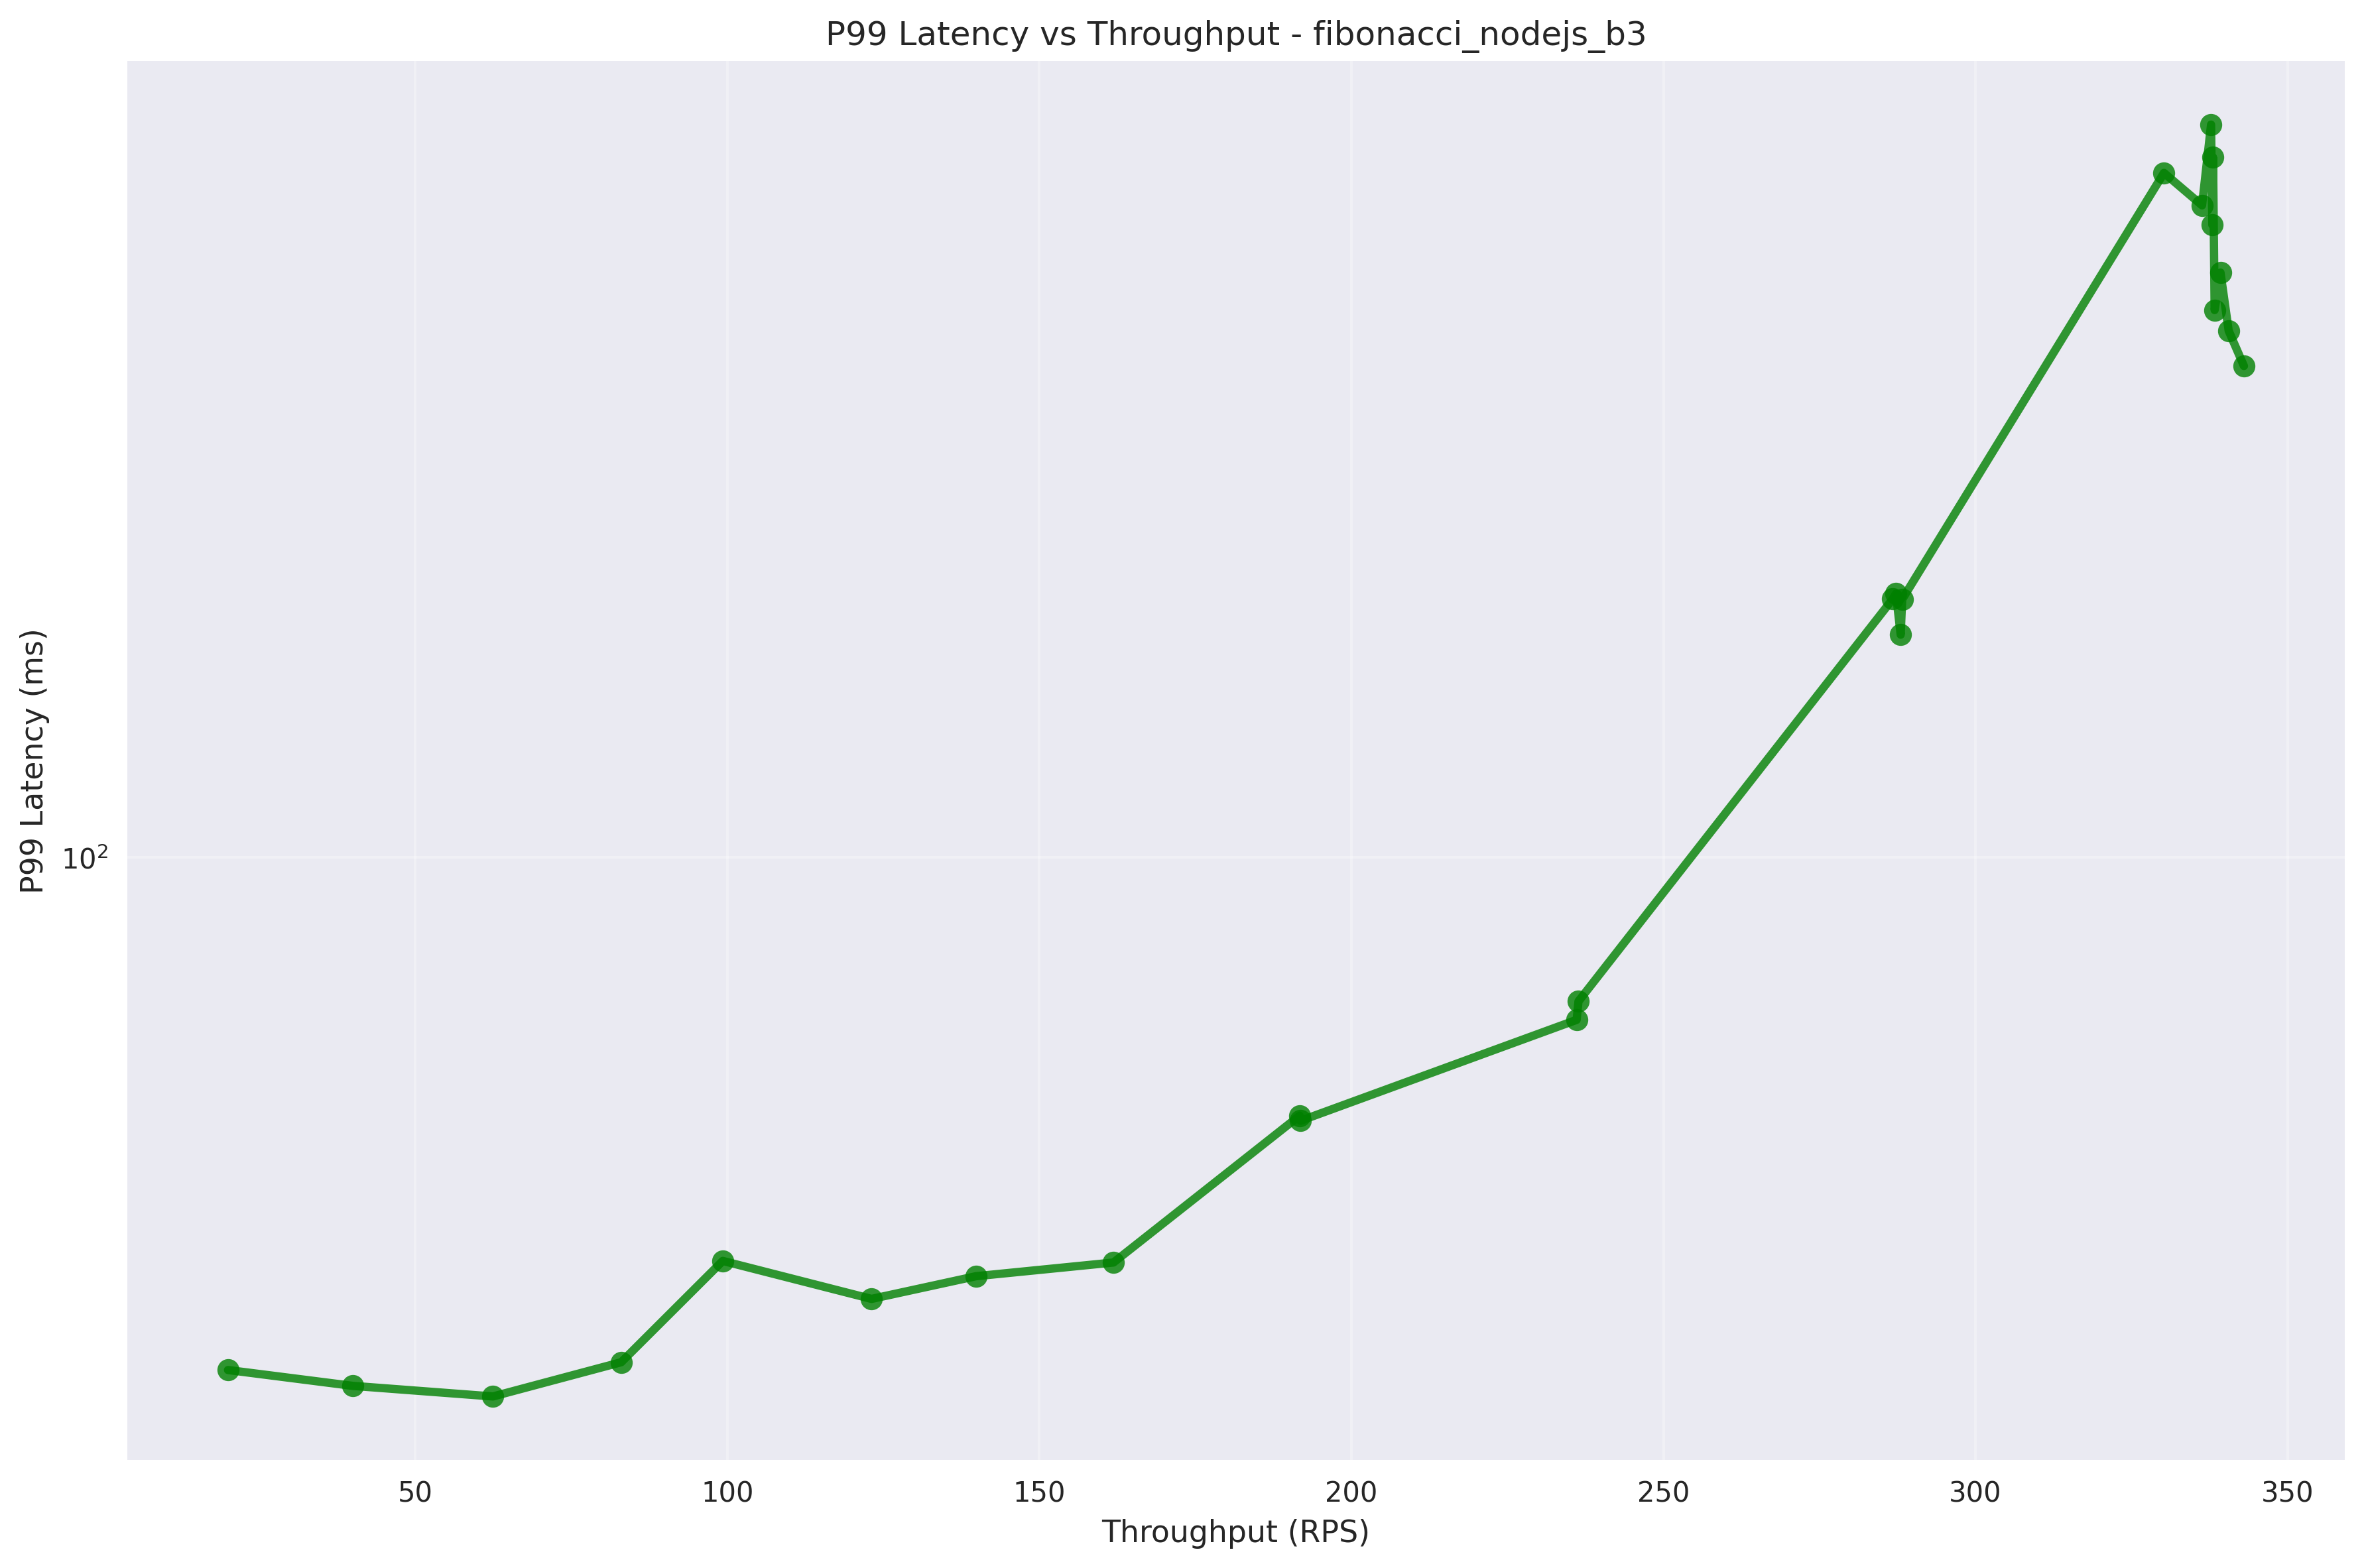 P99 Latency vs Throughput - fibonacci_nodejs_b3
P99 Latency (ms)
10²
50 100 150 200 250 300 350
Throughput (RPS)